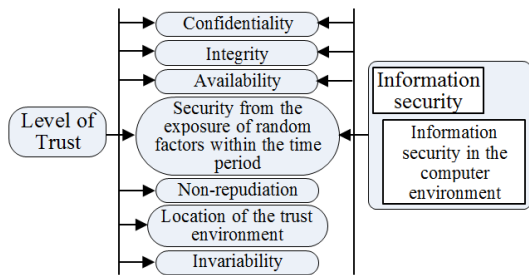 Level of
Trust
Confidentiality
Integrity
Availability
Security from the
exposure of random
factors within the time
period
Non-repudiation
Location of the trust
environment
Invariability
Information
security
Information
security in the
computer
environment